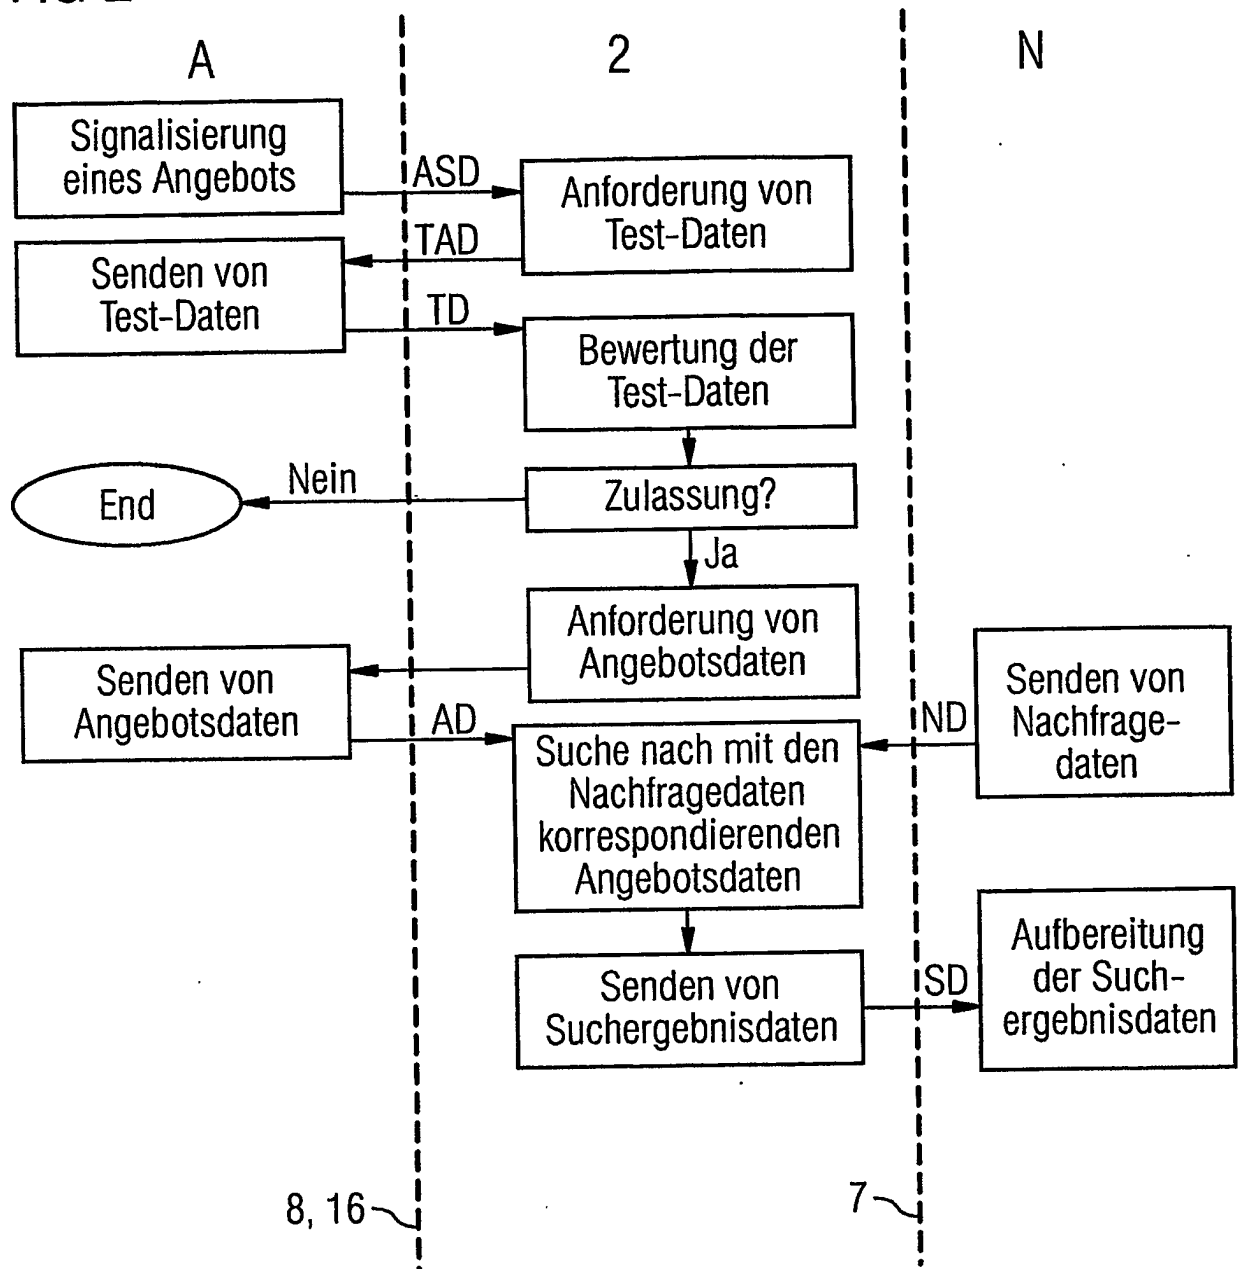 A
2
N
Signalisierung
eines Angebots
ASD
Anforderung von
Test-Daten
TAD
Senden von
Test-Daten
TD
Bewertung der
Test-Daten
Nein
End
Zulassung?
Ja
Anforderung von
Angebotsdaten
Senden von
Angebotsdaten
AD
Suche nach mit den
Nachfragedaten
korrespondierenden
Angebotsdaten
ND
Senden von
Nachfrage-
daten
Senden von
Suchergebnisdaten
SD
Aufbereitung
der Such-
ergebnisdaten
8, 16
7